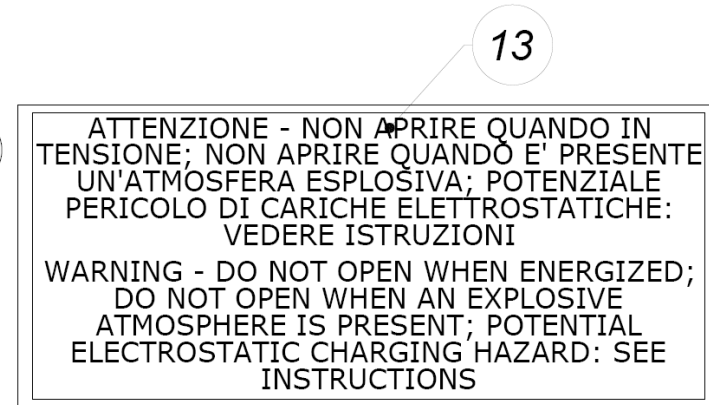 13
ATTENZIONE - NON APRIRE QUANDO IN
TENSIONE; NON APRIRE QUANDO E' PRESENTE
UN'ATMOSFERA ESPLOSIVA; POTENZIALE
PERICOLO DI CARICHE ELETTROSTATICHE:
VEDERE ISTRUZIONI
WARNING - DO NOT OPEN WHEN ENERGIZED;
DO NOT OPEN WHEN AN EXPLOSIVE
ATMOSPHERE IS PRESENT; POTENTIAL
ELECTROSTATIC CHARGING HAZARD: SEE
INSTRUCTIONS